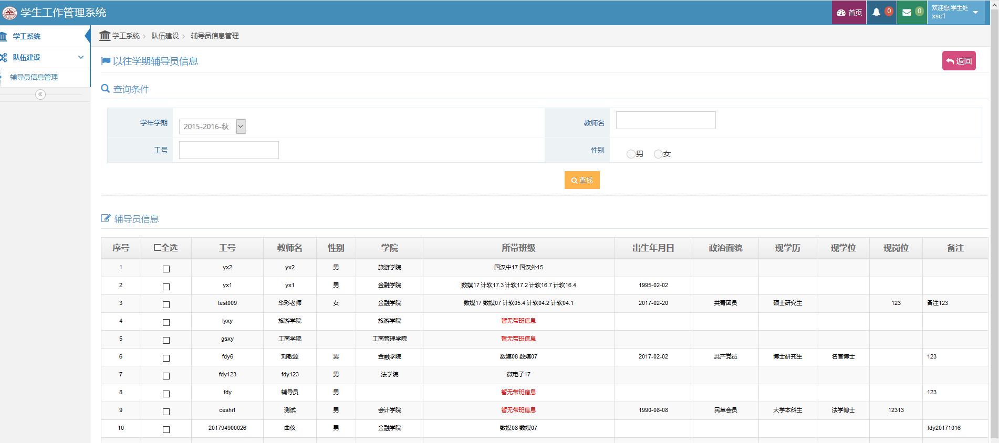 学生工作管理系统
首页
0
0
欢迎您,学生处
xsc1
学工系统
队伍建设
辅导员信息管理
学工系统 队伍建设 辅导员信息管理
以往学期辅导员信息
返回
查询条件
学年学期 2015-2016-秋 教师名
工号 性别 男 女
查找
辅导员信息
序号 全选 工号 教师名 性别 学院 所带班级 出生年月日 政治面貌 现学历 现学位 现岗位 备注
1 yx2 yx2 男 旅游学院 国汉中17 国汉外15
2 yx1 yx1 男 金融学院 数媒17 计软17.3 计软17.2 计软16.7 计软16.4 1995-02-02
3 test009 华彩老师 女 金融学院 数媒17 数媒07 计软05.4 计软04.2 计软04.1 2017-02-20 共青团员 硕士研究生 123 备注123
4 lyxy 旅游学院 旅游学院 暂无带班信息
5 gsxy 工商学院 工商管理学院 暂无带班信息
6 fdy6 刘敬源 男 金融学院 数媒08 数媒07 2017-02-02 共产党员 博士研究生 名誉博士 123
7 fdy123 fdy123 男 法学院 微电子17
8 fdy 辅导员 男 暂无带班信息 123
9 ceshi1 测试 男 会计学院 暂无带班信息 1990-08-08 民革会员 大学本科生 法学博士 12313
10 201794900026 曲仪 男 金融学院 数媒08 数媒07 fdy20171016